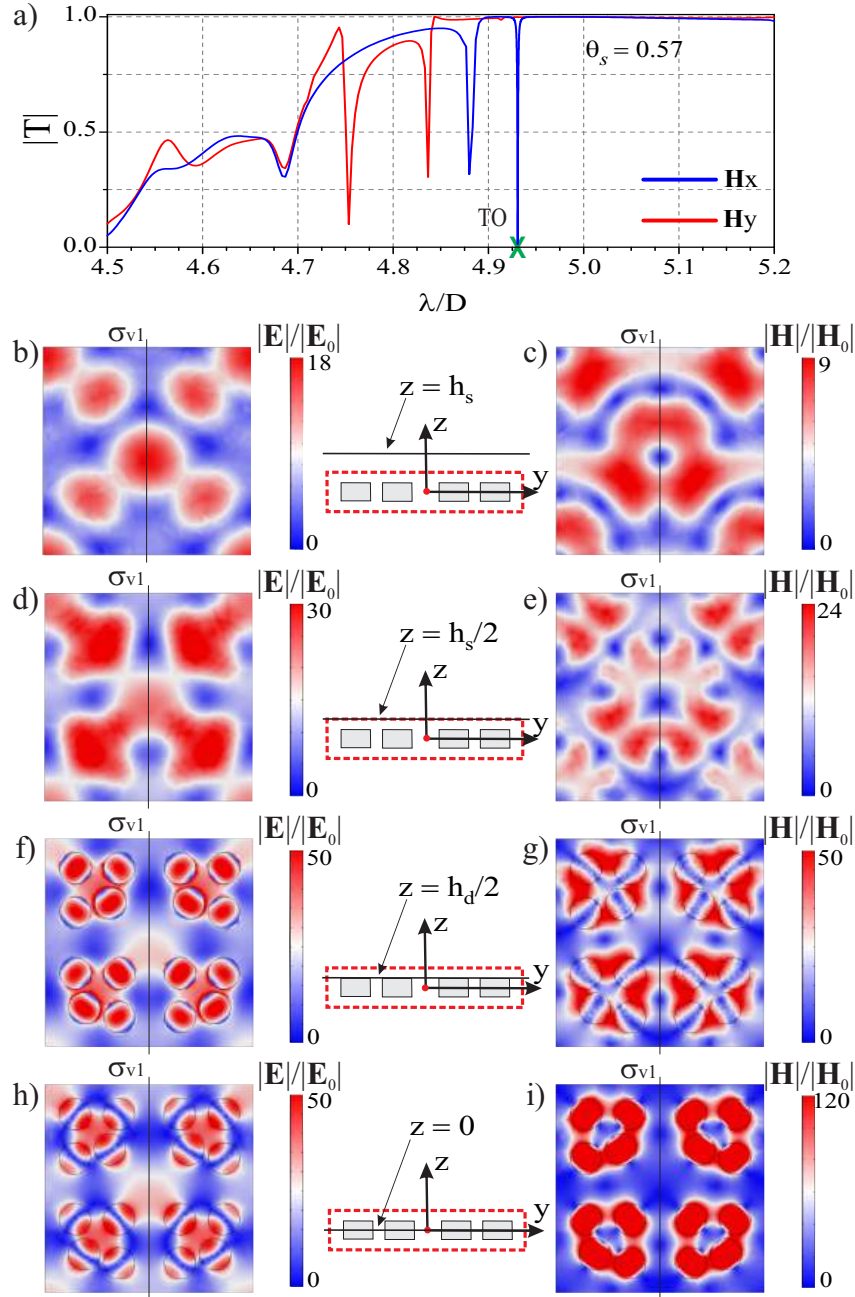 a)
1.0
0.5
0.0
|T|
θs = 0.57
Hx
Hy
TO
X
4.5 4.6 4.7 4.8 4.9 5.0 5.1 5.2
λ/D
b) σv1 |E|/|E0|
18
0
z = hs
z
y
c) σv1 |H|/|H0|
9
0
d) σv1 |E|/|E0|
30
0
z = hs/2
z
y
e) σv1 |H|/|H0|
24
0
f) σv1 |E|/|E0|
50
0
z = hd/2
z
y
g) σv1 |H|/|H0|
50
0
h) σv1 |E|/|E0|
50
0
z = 0
z
y
i) σv1 |H|/|H0|
120
0